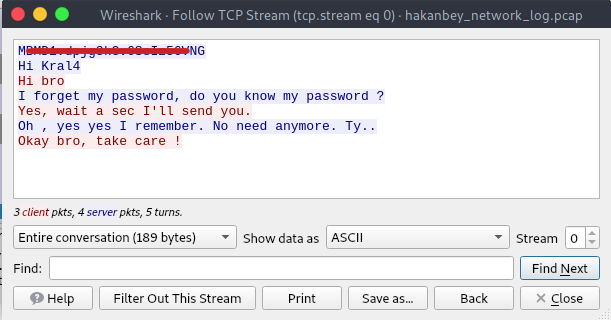 Wireshark · Follow TCP Stream (tcp.stream eq 0) · hakanbey_network_log.pcap
Hi Kral4
Hi bro
I forget my password, do you know my password ?
Yes, wait a sec I'll send you.
Oh , yes yes I remember. No need anymore. Ty..
Okay bro, take care !
3 client pkts, 4 server pkts, 5 turns.
Entire conversation (189 bytes) Show data as ASCII Stream 0
Find: Find Next
Help Filter Out This Stream Print Save as... Back Close